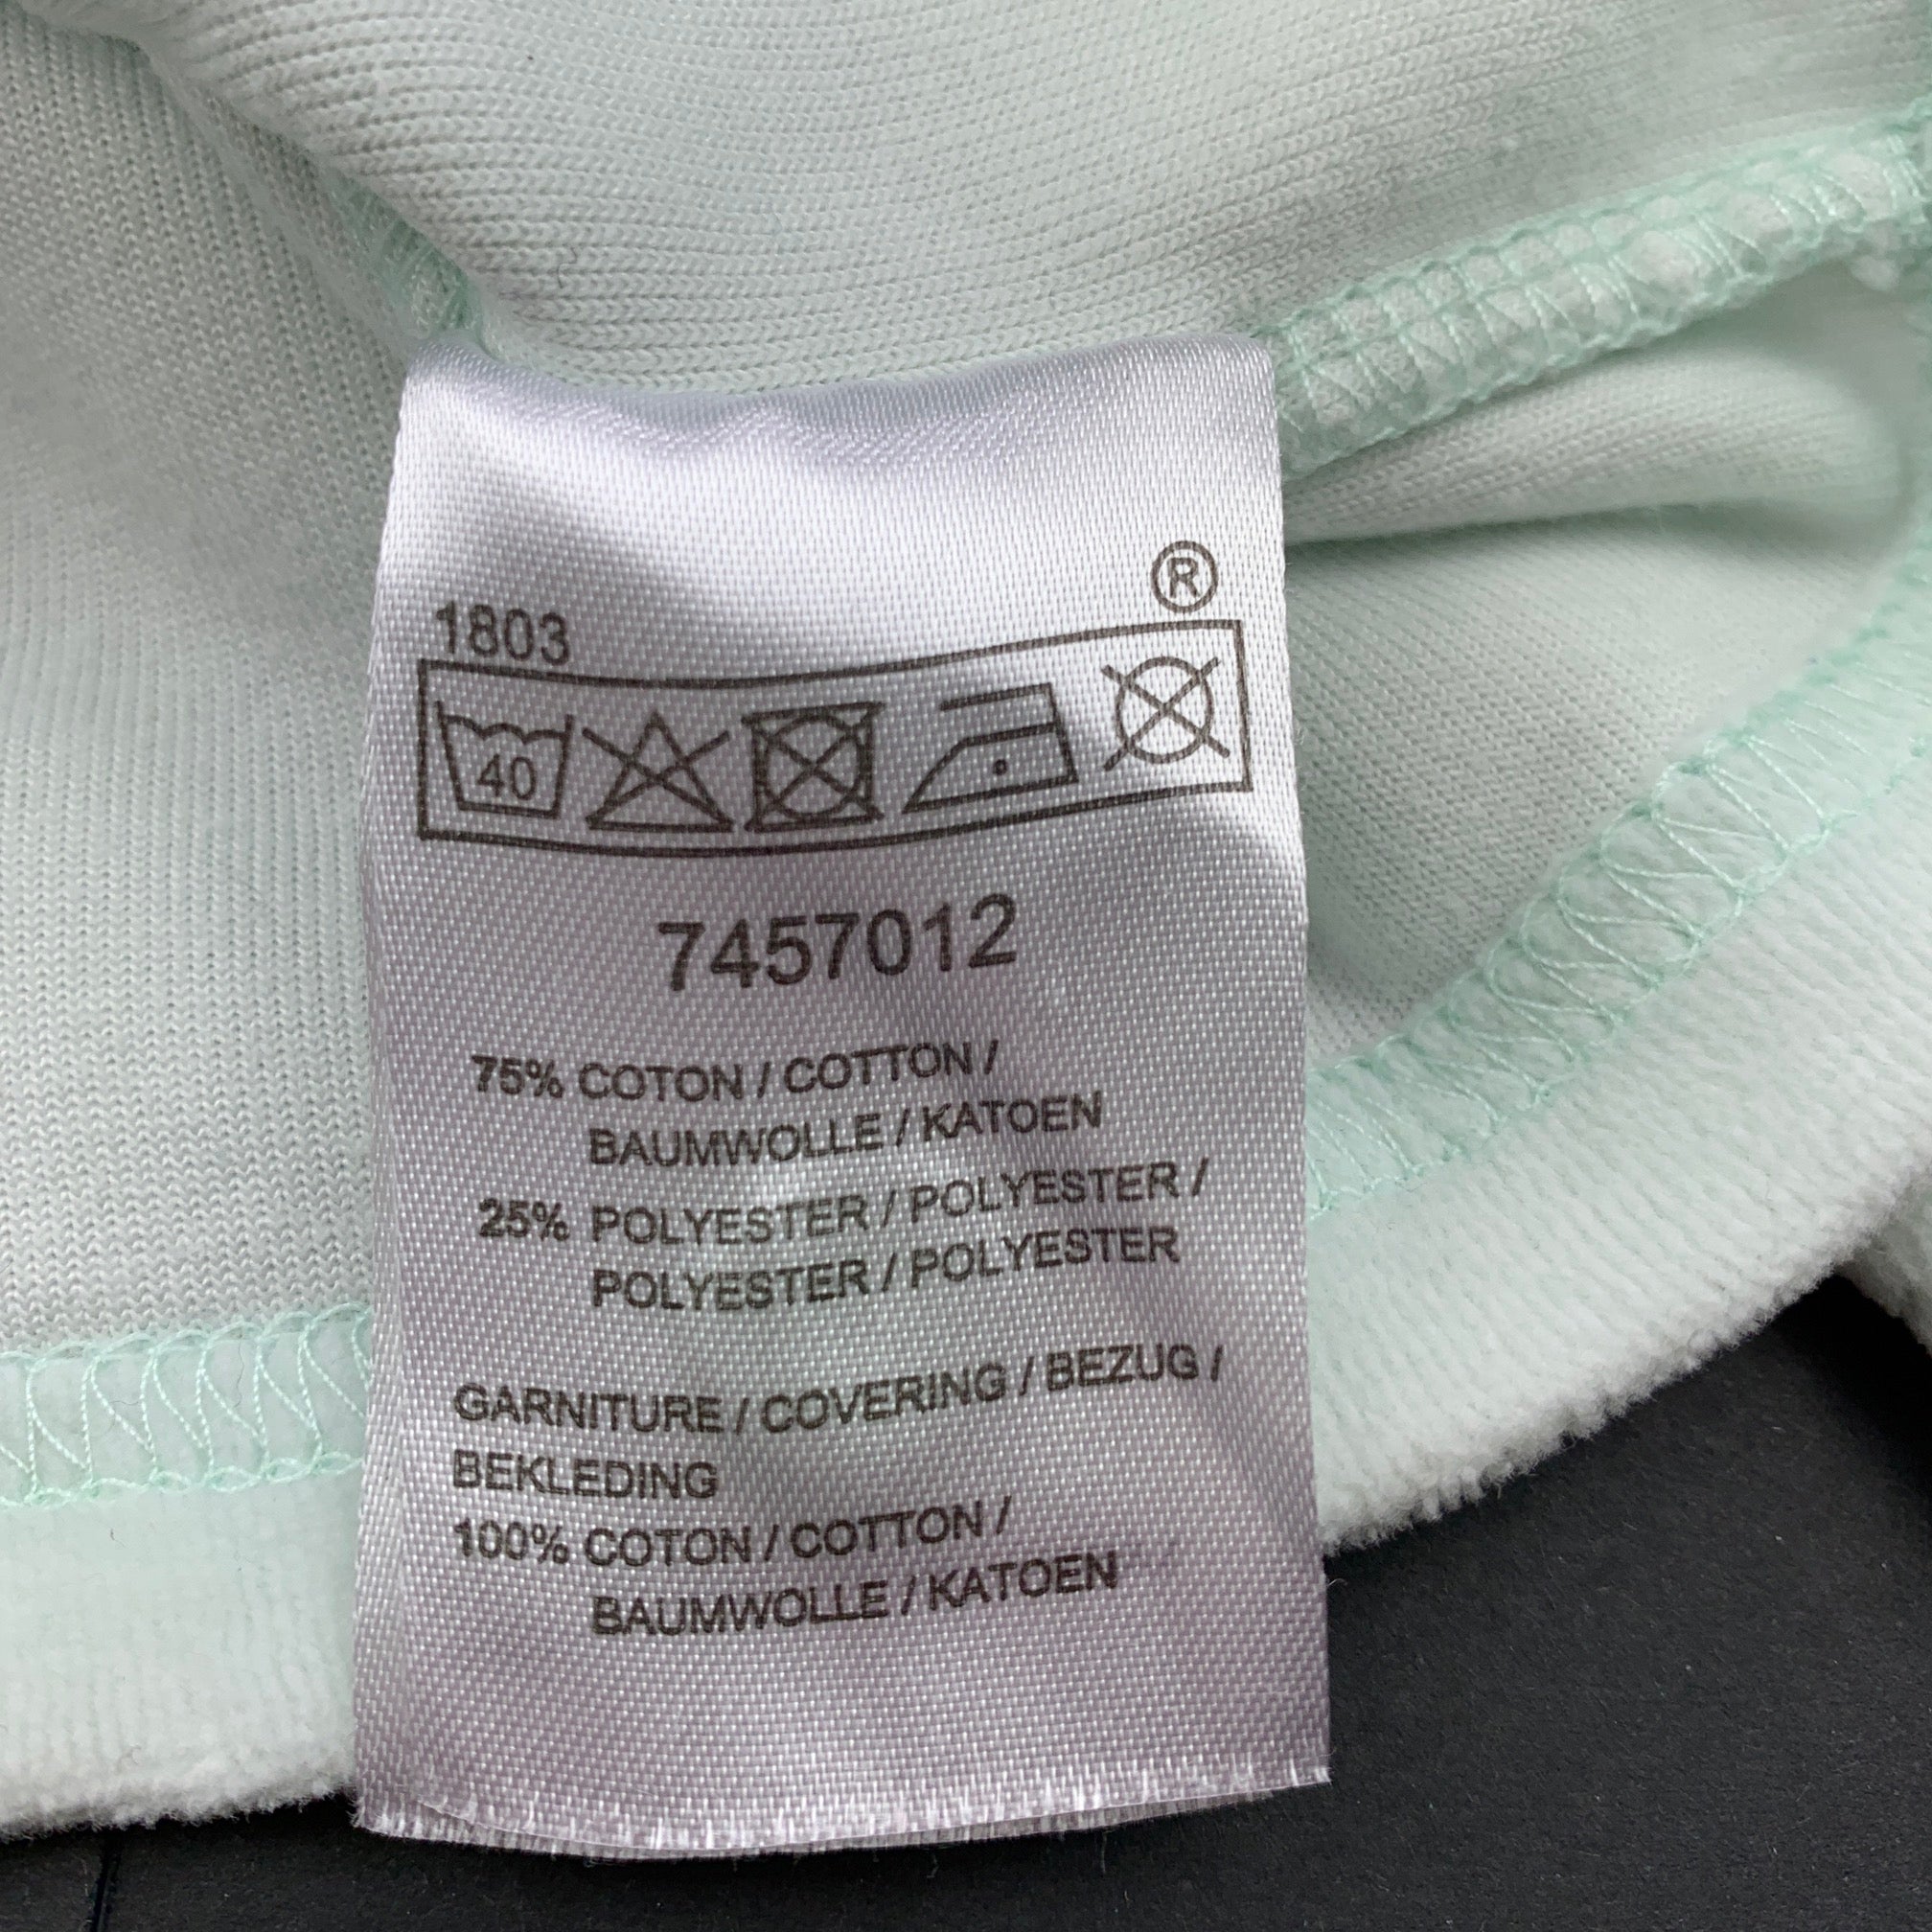 ®
1803
40
7457012
75% COTON / COTTON /
BAUMWOLLE / KATOEN
25% POLYESTER / POLYESTER /
POLYESTER / POLYESTER
GARNITURE / COVERING / BEZUG /
BEKLEDING
100% COTON / COTTON /
BAUMWOLLE / KATOEN